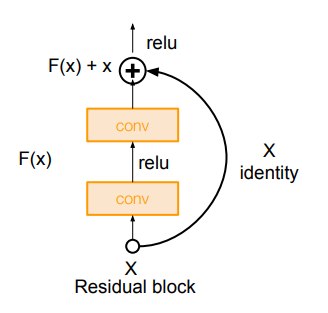 relu
F(x) + x
conv
F(x)
relu
X
identity
conv
X
Residual block